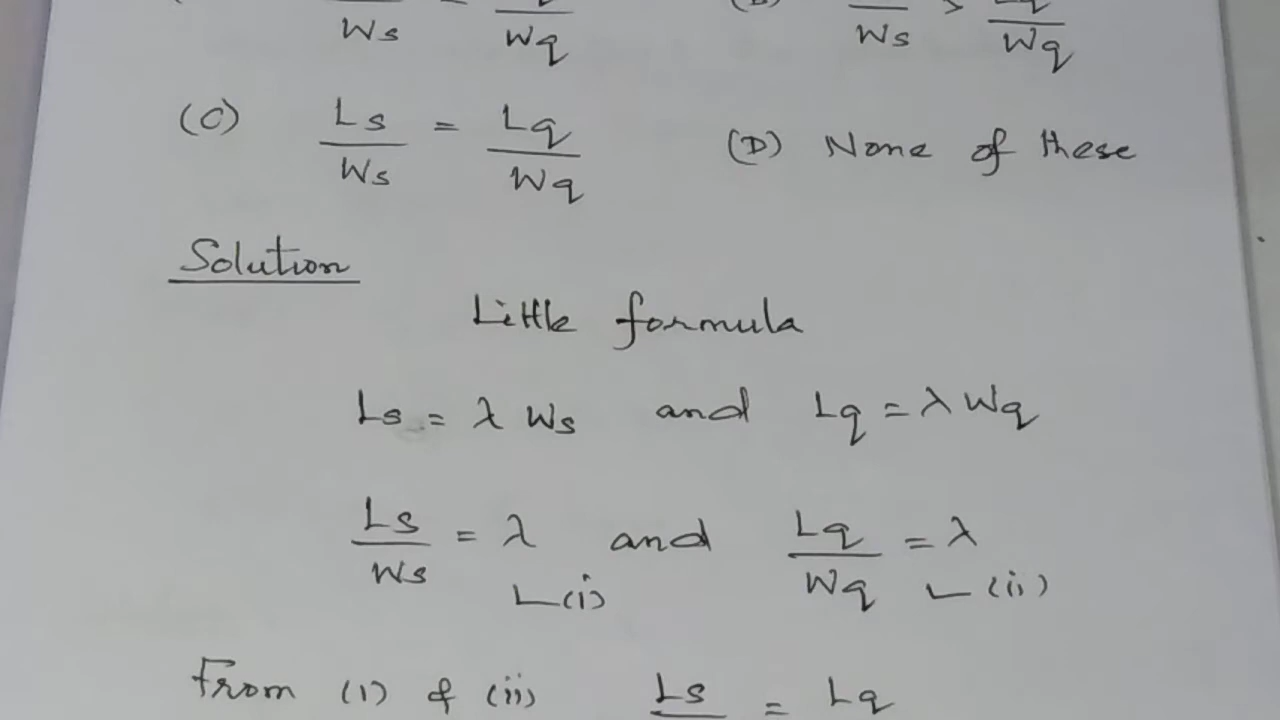 Ws = Wq (B) Ws > Lq/Wq
(C) Ls/Ws = Lq/Wq (D) None of these
Solution
Little formula
Ls = λ Ws and Lq = λ Wq
Ls/Ws = λ and Lq/Wq = λ
(i) (ii)
From (i) & (ii) Ls = Lq